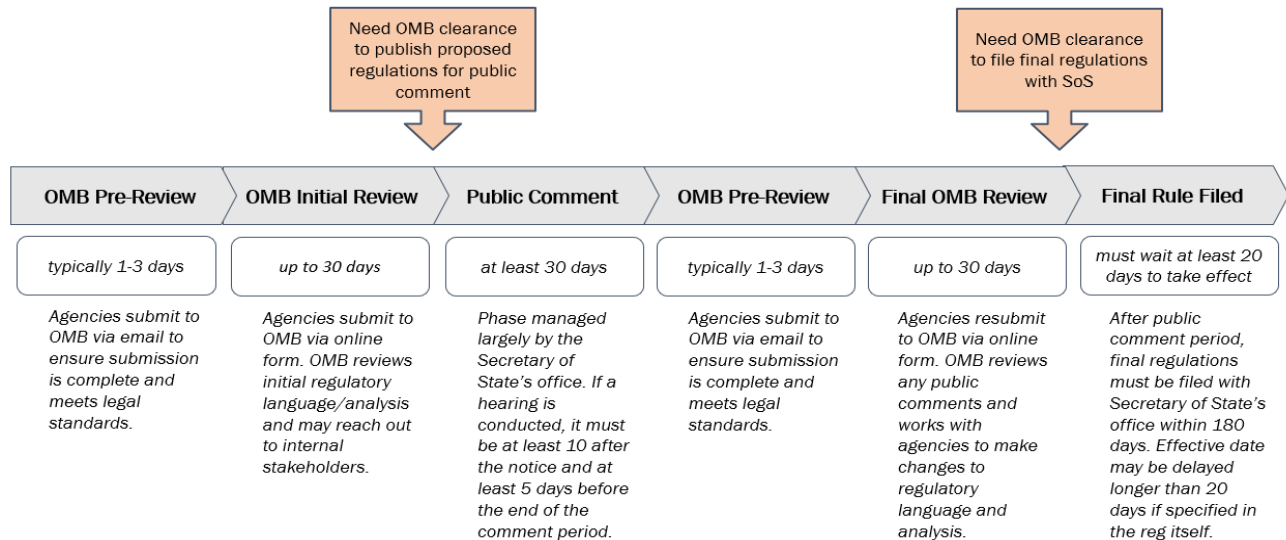 Need OMB clearance
to publish proposed
regulations for public
comment
Need OMB clearance
to file final regulations
with SoS
OMB Pre-Review
OMB Initial Review
Public Comment
OMB Pre-Review
Final OMB Review
Final Rule Filed
typically 1-3 days
up to 30 days
at least 30 days
typically 1-3 days
up to 30 days
must wait at least 20
days to take effect
Agencies submit to
OMB via email to
ensure submission
is complete and
meets legal
standards.
Agencies submit to
OMB via online
form. OMB reviews
initial regulatory
language/analysis
and may reach out
to internal
stakeholders.
Phase managed
largely by the
Secretary of
State's office. If a
hearing is
conducted, it must
be at least 10 after
the notice and at
least 5 days before
the end of the
comment period.
Agencies submit to
OMB via email to
ensure submission
is complete and
meets legal
standards.
Agencies resubmit
to OMB via online
form. OMB reviews
any public
comments and
works with
agencies to make
changes to
regulatory
language and
analysis.
After public
comment period,
final regulations
must be filed with
Secretary of State's
office within 180
days. Effective date
may be delayed
longer than 20
days if specified in
the reg itself.